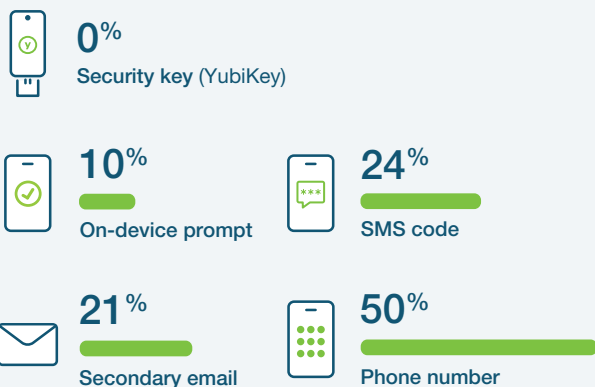 y
0%
Security key (YubiKey)
10%
On-device prompt
24%
***
SMS code
21%
Secondary email
50%
Phone number